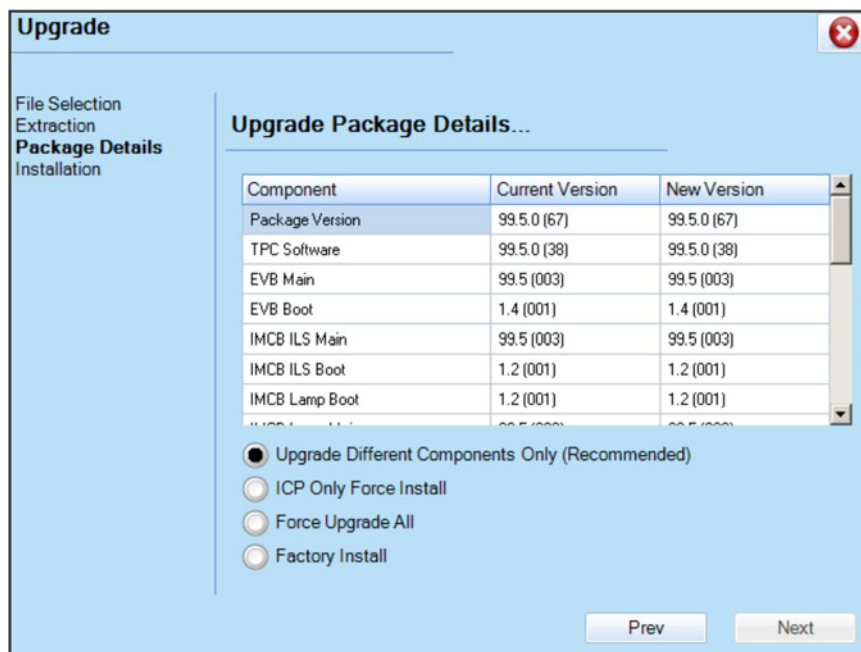 Upgrade
File Selection
Extraction
Package Details
Installation
Upgrade Package Details...
Component Current Version New Version
Package Version 99.5.0 (67) 99.5.0 (67)
TPC Software 99.5.0 (38) 99.5.0 (38)
EVB Main 99.5 (003) 99.5 (003)
EVB Boot 1.4 (001) 1.4 (001)
IMCB ILS Main 99.5 (003) 99.5 (003)
IMCB ILS Boot 1.2 (001) 1.2 (001)
IMCB Lamp Boot 1.2 (001) 1.2 (001)
Upgrade Different Components Only (Recommended)
ICP Only Force Install
Force Upgrade All
Factory Install
Prev Next